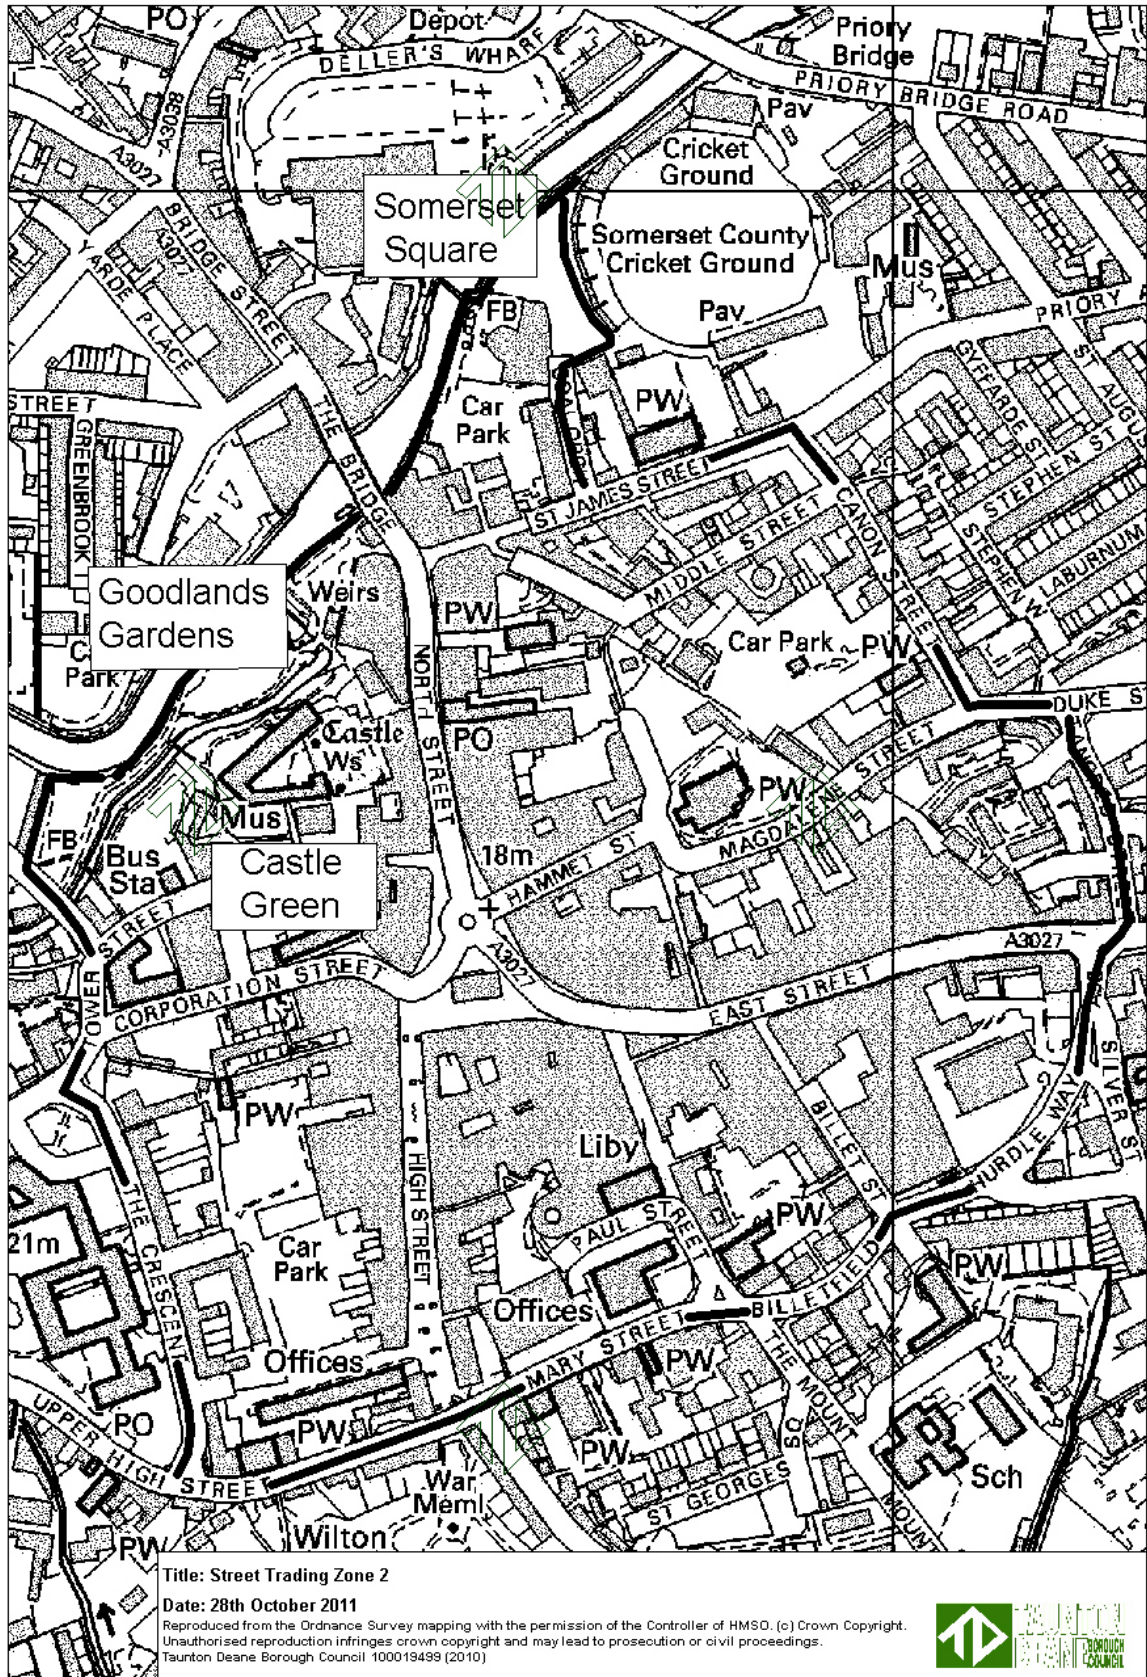 PO
Depot
DELLER'S WHARF
Priory
Bridge
PRIORY BRIDGE ROAD
A3038
A3027
Pav
Cricket
Ground
Somerset
Square
BRIDGE STREET
A3027
YARDE PLACE
Somerset County
Cricket Ground
Mus
Pav
PRIORY
FB
STREET
GREENBROOK T
THE BRIDGE
Car
Park
PW
GYFFARDE ST
STEPHEN ST
ST JAMES STREET
MIDDLE STREET
CANON STREET
STEPHEN W
LABURNUM
Goodlands
Gardens
Weirs
PW
Car Park
PW
Park
NORTH STREET
DUKE S
Castle
Ws
PO
PW
MAGDALENE STREET
Mus
FB
Bus
Sta
Castle
Green
18m
HAMMET ST
TOWER STREET
CORPORATION STREET
A3027
EAST STREET
A3027
PW
HIGH STREET
Liby
BILLET ST
HURDLE WAY
SILVER ST
21m
THE CRESCENT
Car
Park
PAUL STREET
PW
PW
Offices
BILLETFIELD
MARY STREET
Offices
PW
THE MOUNT
PO
PW
UPPER HIGH STREET
PW
SQ
ST GEORGES
War
Meml
Sch
MOUNT
Wilton
PW
Title: Street Trading Zone 2
Date: 28th October 2011
Reproduced from the Ordnance Survey mapping with the permission of the Controller of HMSO. (c) Crown Copyright.
Unauthorised reproduction infringes crown copyright and may lead to prosecution or civil proceedings.
Taunton Deane Borough Council 100019499 (2010)
TAUNTON
DEANE
BOROUGH
COUNCIL